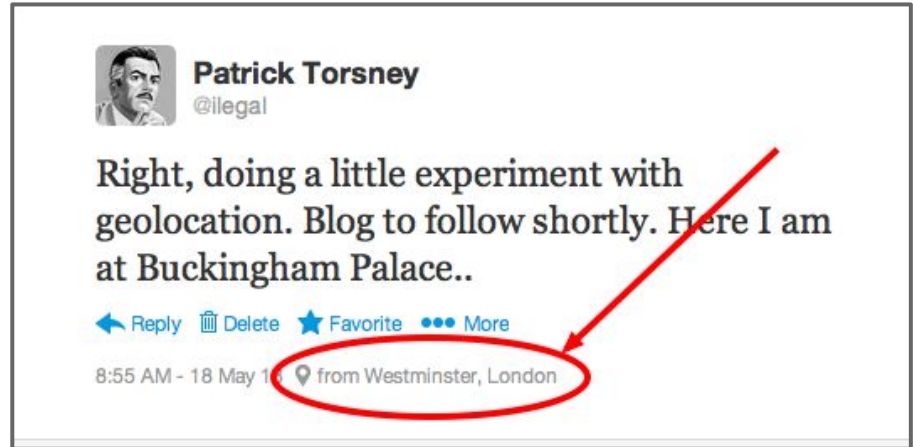 Patrick Torsney
@ilegal
Right, doing a little experiment with
geolocation. Blog to follow shortly. Here I am
at Buckingham Palace..
Reply Delete Favorite More
8:55 AM - 18 May from Westminster, London